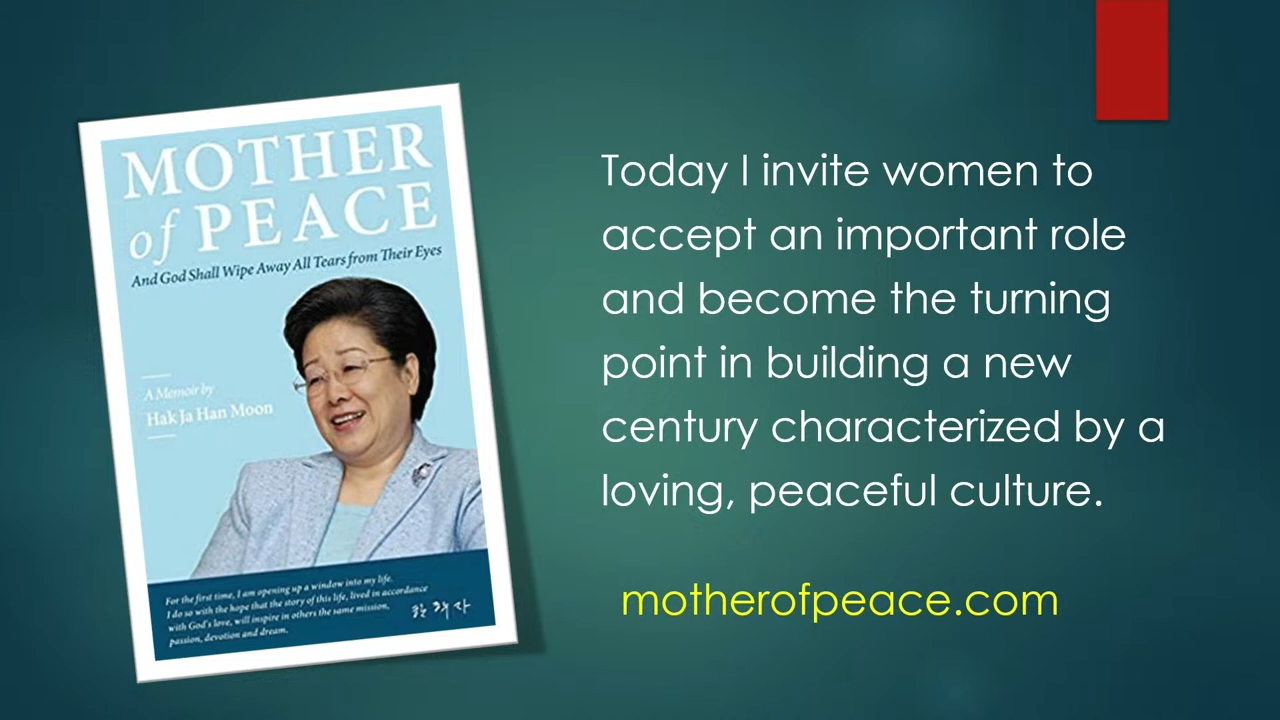 MOTHER
of PEACE
And God Shall Wipe Away All Tears from Their Eyes
A Memoir by
Hak Ja Han Moon
For the first time, I am opening up a window into my life.
I do so with the hope that the story of this life, lived in accordance
with God's love, will inspire in others the same mission,
passion, devotion and dream.
한 학자
Today I invite women to
accept an important role
and become the turning
point in building a new
century characterized by a
loving, peaceful culture.
motherofpeace.com